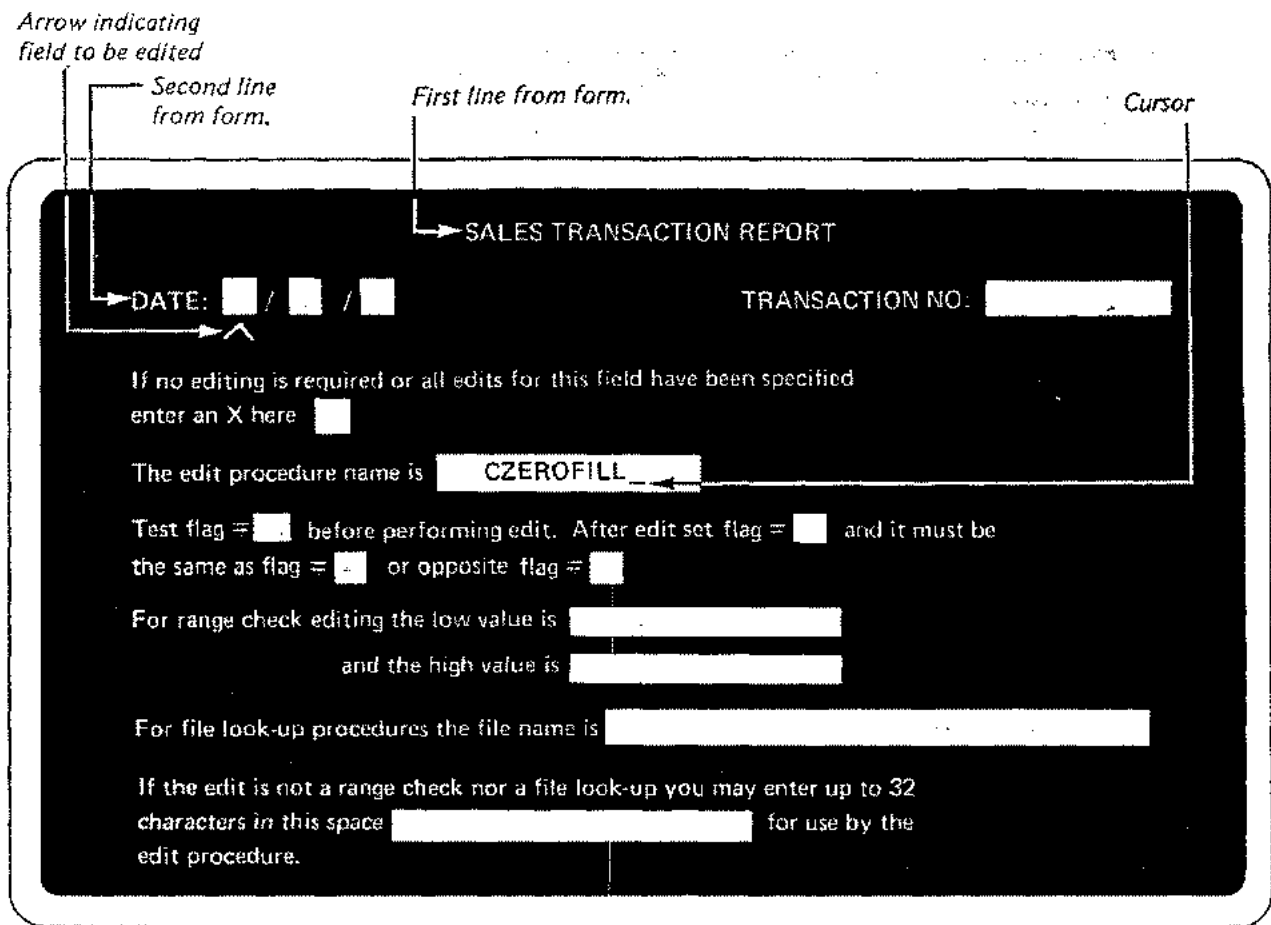 Arrow indicating
field to be edited
Second line
from form.
First line from form.
Cursor
SALES TRANSACTION REPORT
DATE: / / TRANSACTION NO:
If no editing is required or all edits for this field have been specified
enter an X here
The edit procedure name is CZEROFILL_
Test flag = before performing edit. After edit set flag = and it must be
the same as flag = or opposite flag =
For range check editing the low value is
and the high value is
For file look-up procedures the file name is
If the edit is not a range check nor a file look-up you may enter up to 32
characters in this space for use by the
edit procedure.